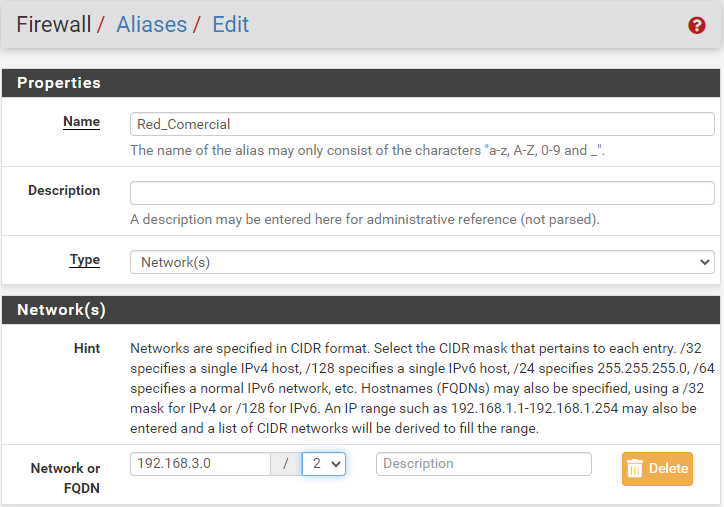 Firewall / Aliases / Edit
Properties
Name
Red_Comercial
The name of the alias may only consist of the characters "a-z, A-Z, 0-9 and _".
Description
A description may be entered here for administrative reference (not parsed).
Type
Network(s)
Network(s)
Hint
Networks are specified in CIDR format. Select the CIDR mask that pertains to each entry. /32
specifies a single IPv4 host, /128 specifies a single IPv6 host, /24 specifies 255.255.255.0, /64
specifies a normal IPv6 network, etc. Hostnames (FQDNs) may also be specified, using a /32
mask for IPv4 or /128 for IPv6. An IP range such as 192.168.1.1-192.168.1.254 may also be
entered and a list of CIDR networks will be derived to fill the range.
Network or
FQDN
192.168.3.0 / 2 Description Delete